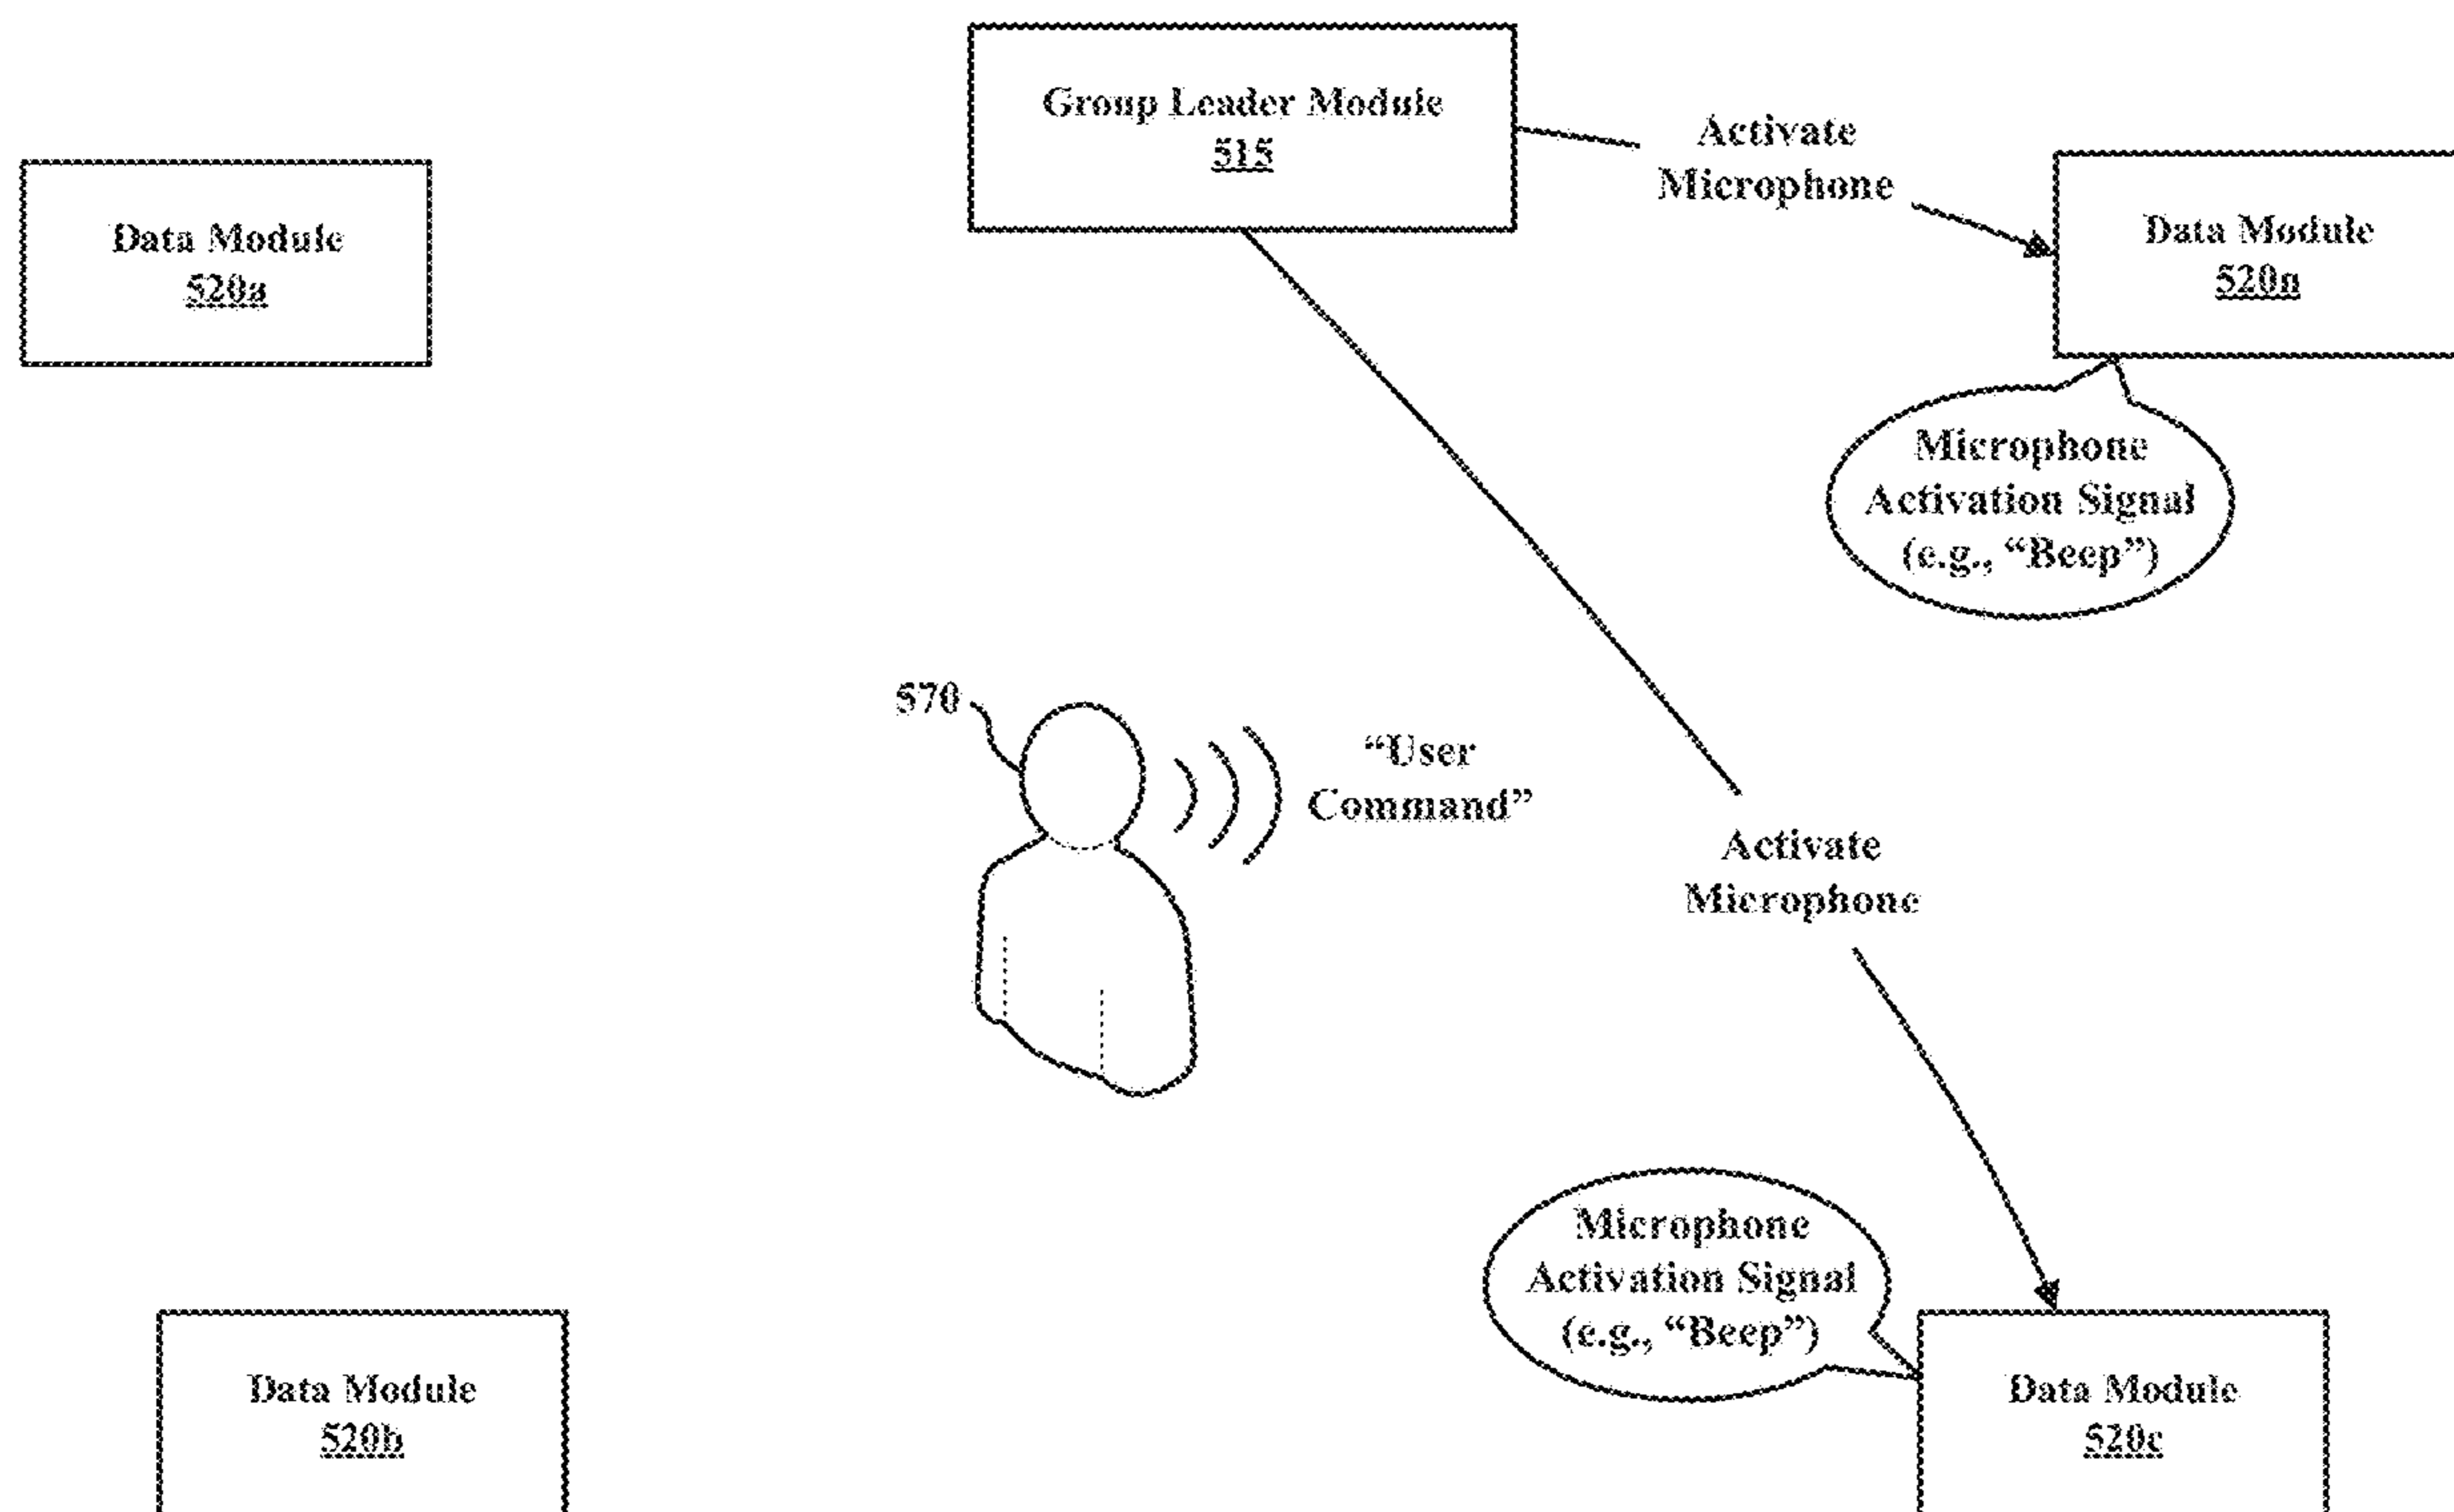 Group Leader Module
515
Activate
Microphone
Data Module
520a
Data Module
520n
Microphone
Activation Signal
(e.g., “Beep”)
570
“User
Command”
Activate
Microphone
Microphone
Activation Signal
(e.g., “Beep”)
Data Module
520b
Data Module
520c